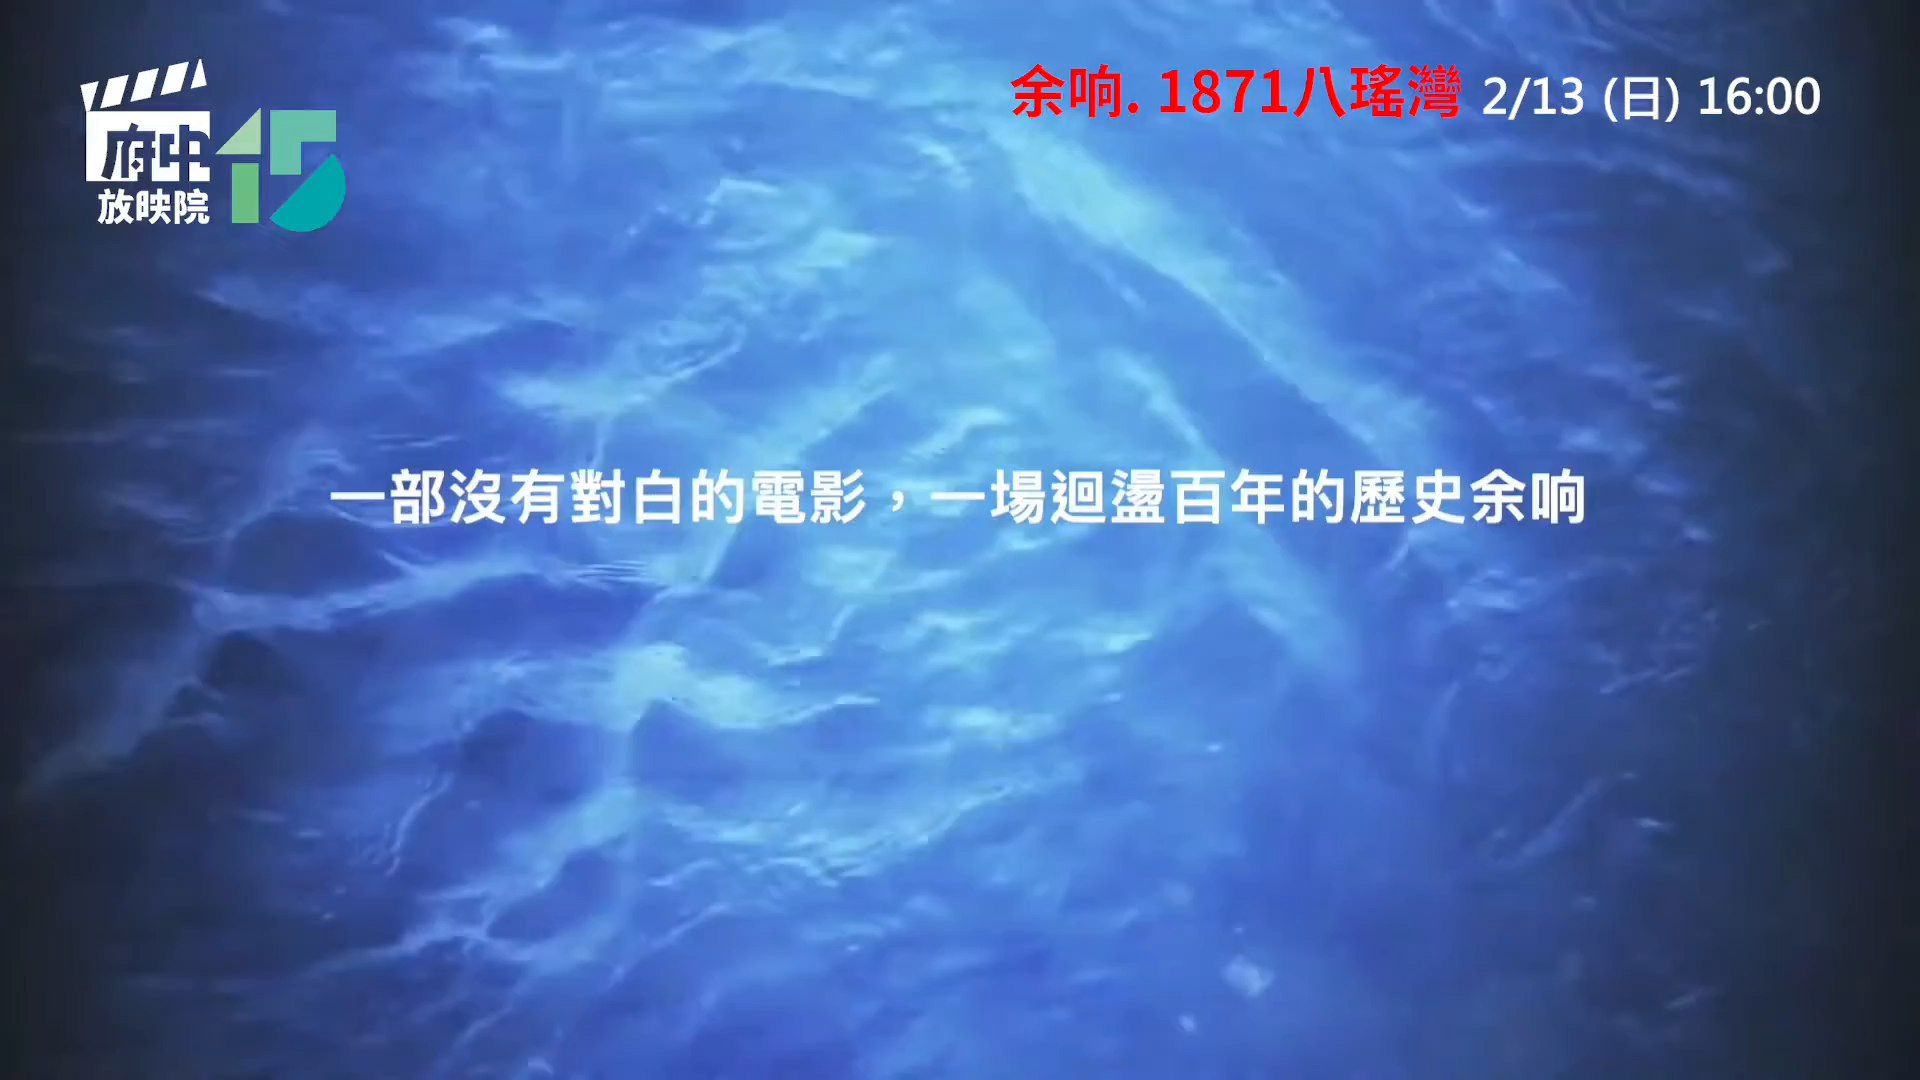 府中
放映院
15
余响. 1871八瑤灣 2/13 (日) 16:00
一部沒有對白的電影，一場迴盪百年的歷史余响